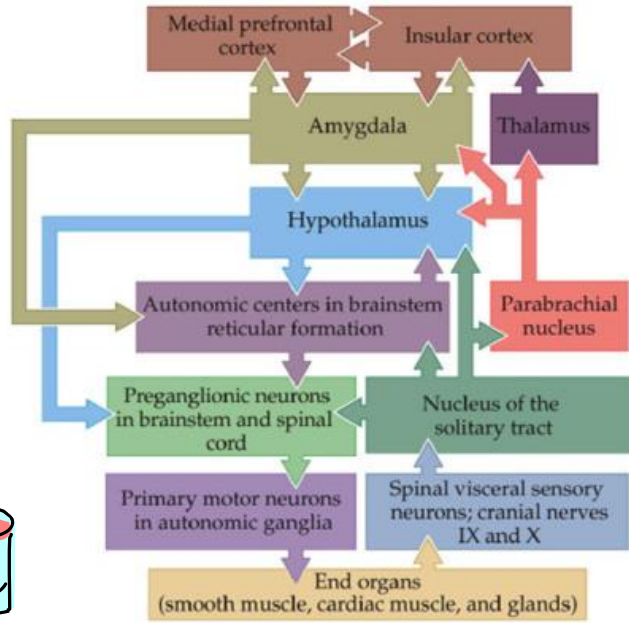 Medial prefrontal
cortex
Insular cortex
Amygdala
Thalamus
Hypothalamus
Autonomic centers in brainstem
reticular formation
Parabrachial
nucleus
Preganglionic neurons
in brainstem and spinal
cord
Nucleus of the
solitary tract
Primary motor neurons
in autonomic ganglia
Spinal visceral sensory
neurons; cranial nerves
IX and X
End organs
(smooth muscle, cardiac muscle, and glands)